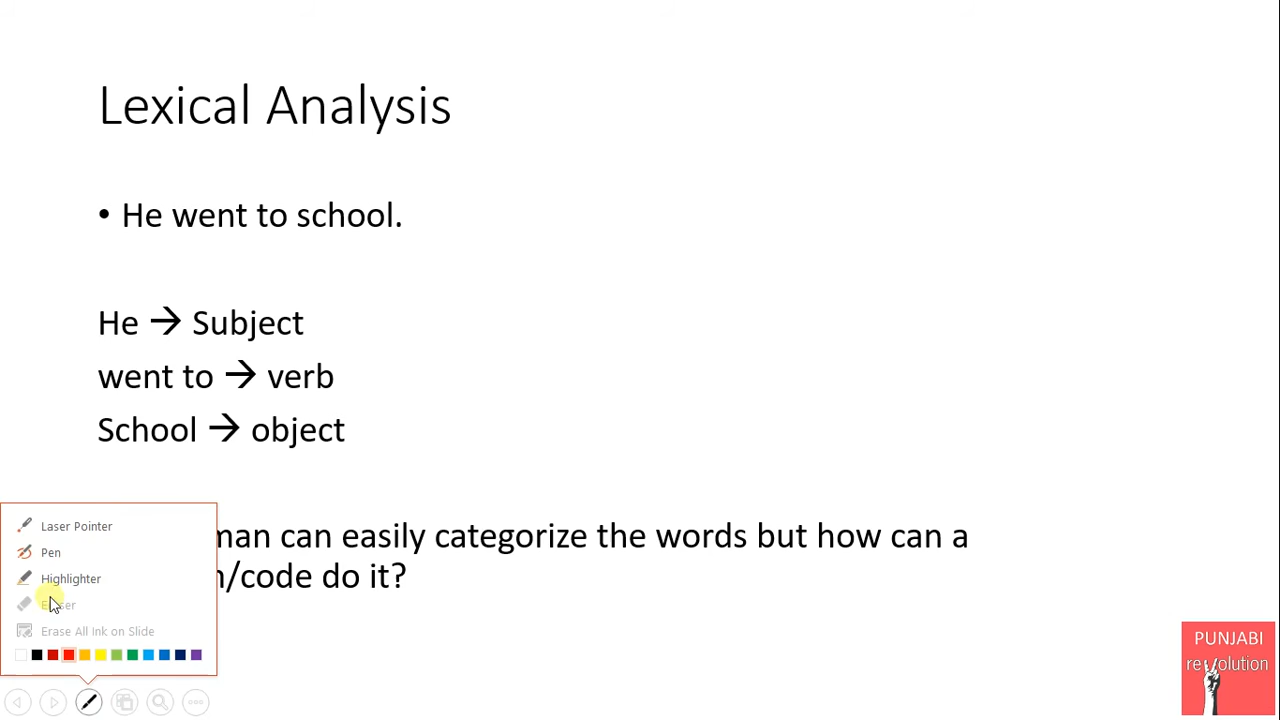 Lexical Analysis
• He went to school.
He → Subject
went to → verb
School → object
man can easily categorize the words but how can a
/code do it?
Laser Pointer
Pen
Highlighter
Eraser
Erase All Ink on Slide
PUNJABI
revolution